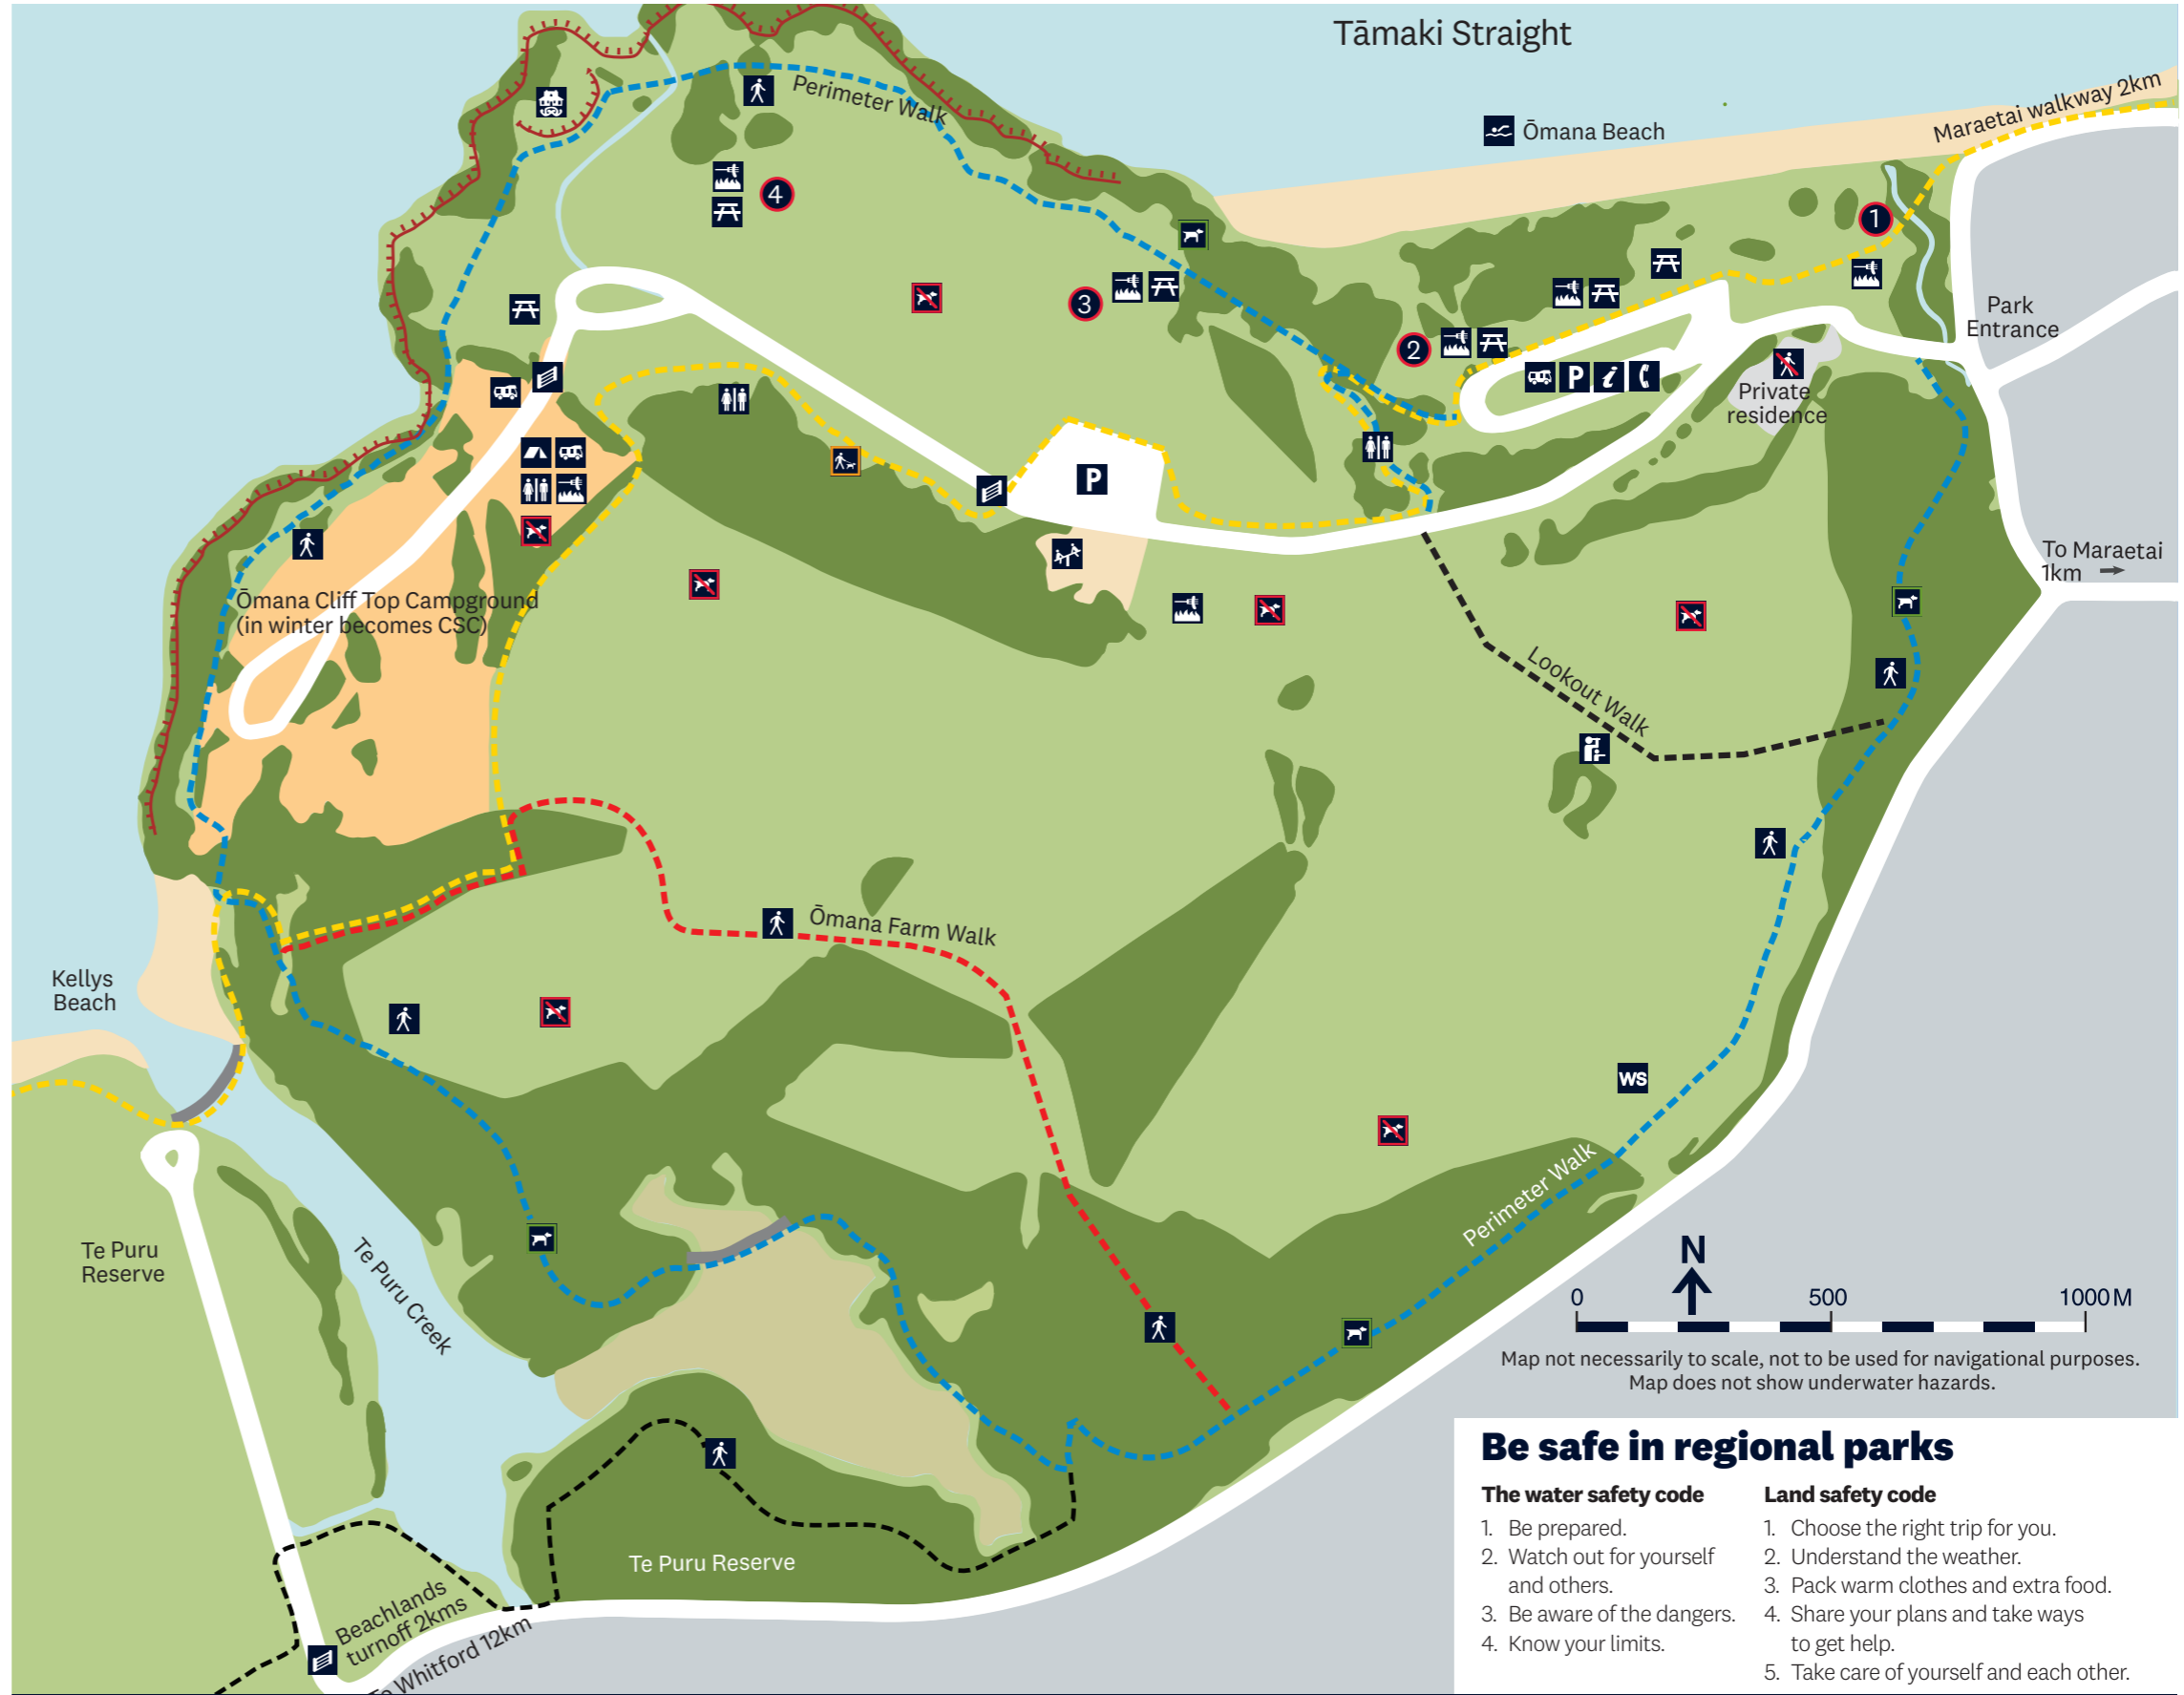 Tāmaki Straight
Maraetai walkway 2km
Perimeter Walk
Ōmana Beach
4
1
3
2
Park
Entrance
P
i
Private
residence
P
To Maraetai
1km
Ōmana Cliff Top Campground
(in winter becomes CSC)
Lookout Walk
Ōmana Farm Walk
Kellys
Beach
WS
Perimeter Walk
Te Puru
Reserve
Te Puru Creek
N
0 500 1000M
Map not necessarily to scale, not to be used for navigational purposes.
Map does not show underwater hazards.
Te Puru Reserve
Beachlands
turnoff 2kms
To Whitford 12km
Be safe in regional parks
The water safety code
1. Be prepared.
2. Watch out for yourself
and others.
3. Be aware of the dangers.
4. Know your limits.
Land safety code
1. Choose the right trip for you.
2. Understand the weather.
3. Pack warm clothes and extra food.
4. Share your plans and take ways
to get help.
5. Take care of yourself and each other.